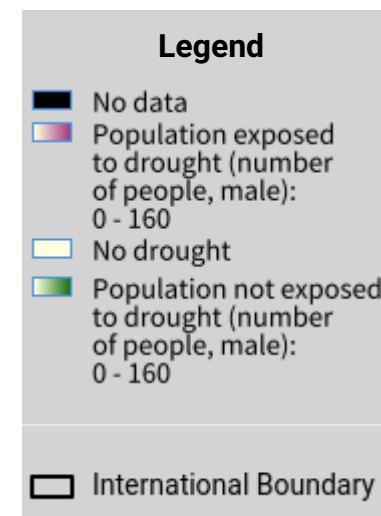 Legend
No data
Population exposed
to drought (number
of people, male):
0 - 160
No drought
Population not exposed
to drought (number
of people, male):
0 - 160
International Boundary